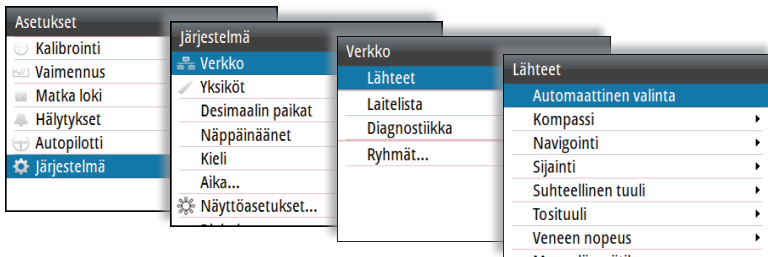 Asetukset
Kalibrointi
Vaimennus
Matka loki
Hälytykset
Autopilotti
Järjestelmä
Järjestelmä
Verkko
Yksiköt
Desimaalin paikat
Näppäinäänet
Kieli
Aika...
Näyttöasetukset...
Verkko
Lähteet
Laitelista
Diagnostiikka
Ryhmät...
Lähteet
Automaattinen valinta
Kompassi
Navigointi
Sijainti
Suhteellinen tuuli
Tosituuli
Veneen nopeus